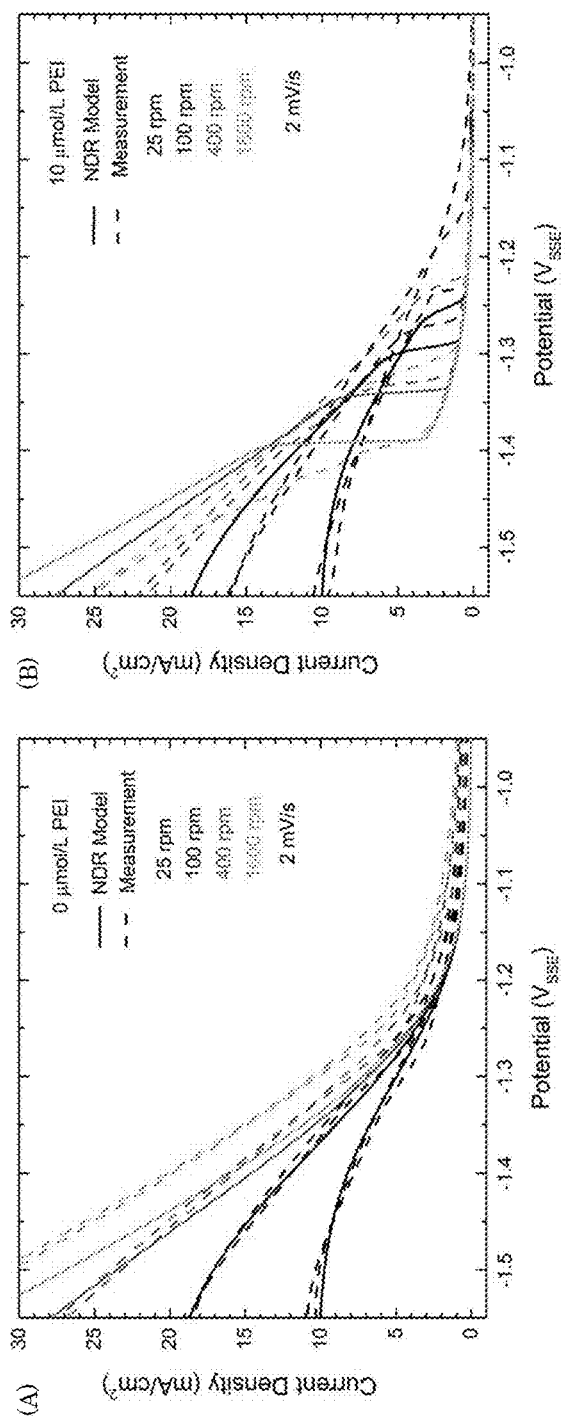 (A)
0 μmol/L PEI
NDR Model
Measurement
25 rpm
100 rpm
400 rpm
1600 rpm
2 mV/s
30
25
20
15
10
5
0
Current Density (mA/cm²)
-1.5
-1.4
-1.3
-1.2
-1.1
-1.0
Potential (V_SSE)
(B)
10 μmol/L PEI
NDR Model
Measurement
25 rpm
100 rpm
400 rpm
1600 rpm
2 mV/s
30
25
20
15
10
5
0
Current Density (mA/cm²)
-1.5
-1.4
-1.3
-1.2
-1.1
-1.0
Potential (V_SSE)